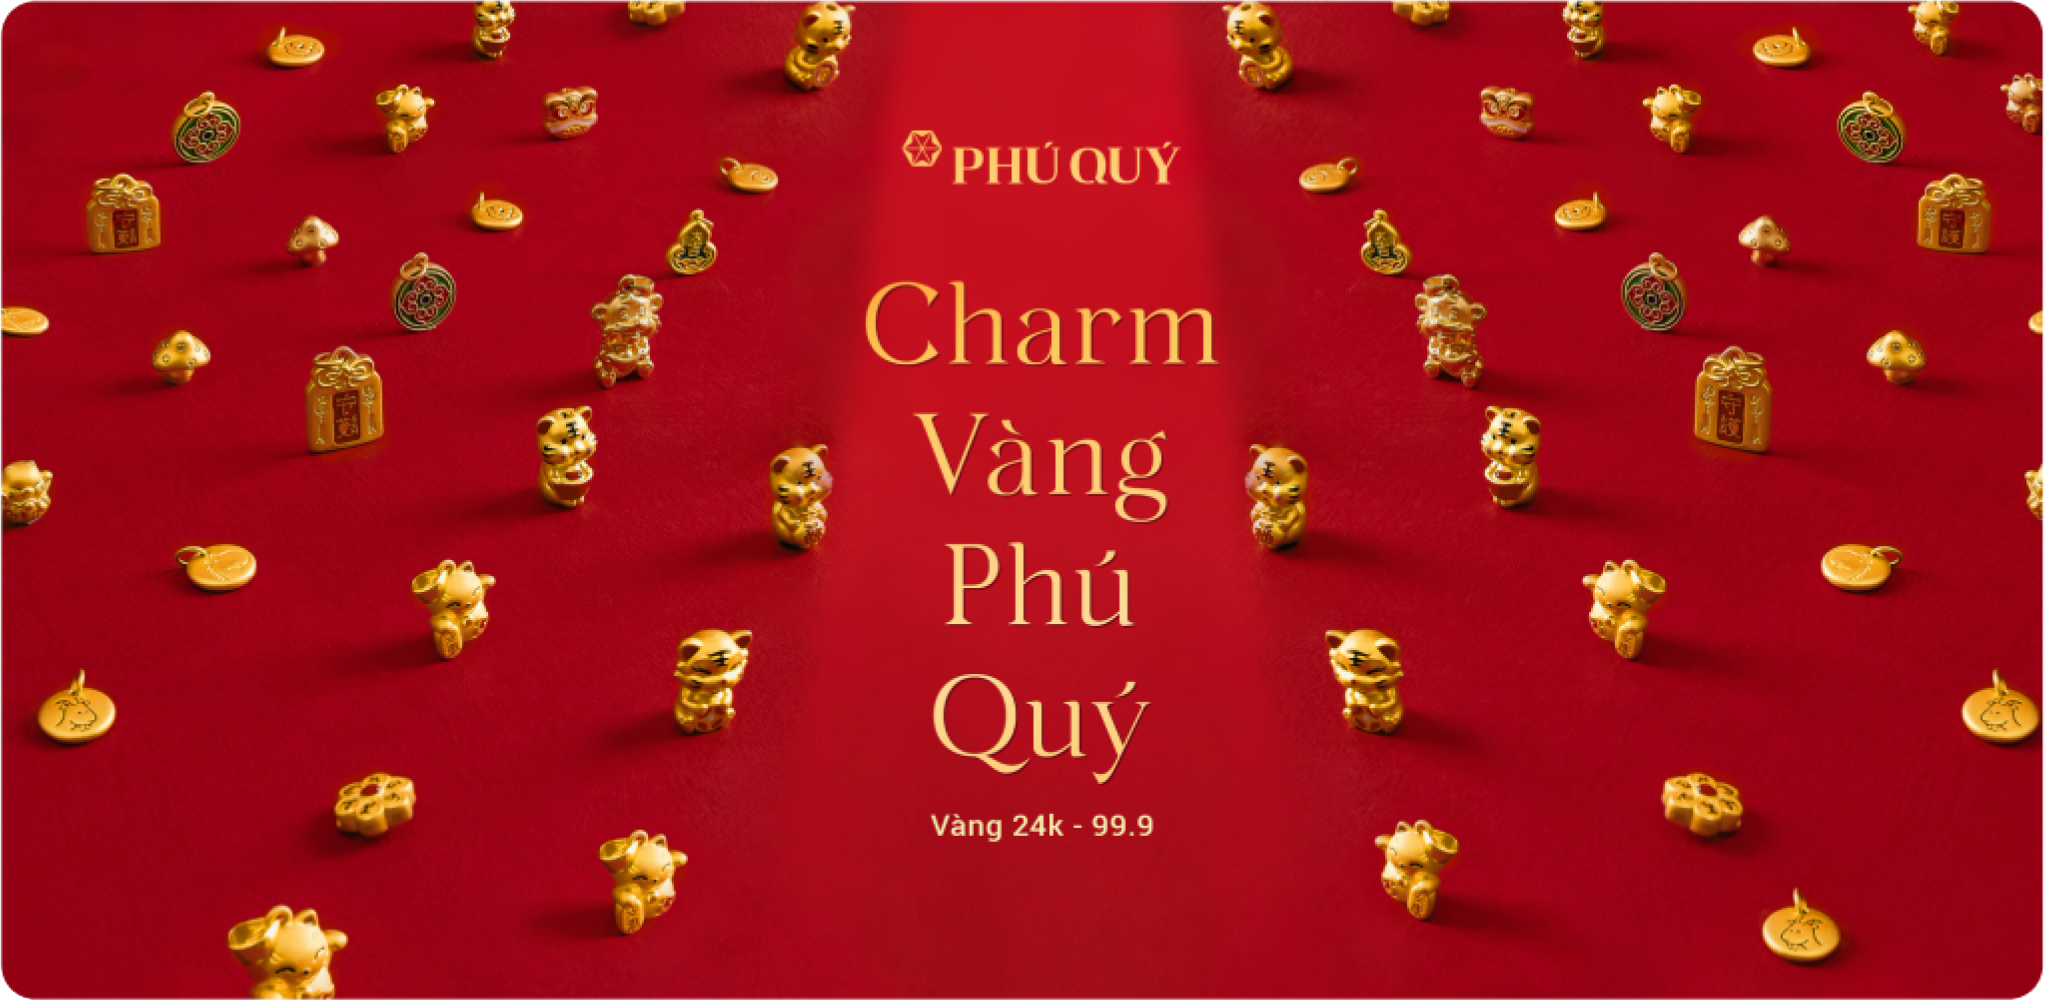 PHÚ QUÝ
Charm
Vàng
Phú
Quý
Vàng 24k - 99.9